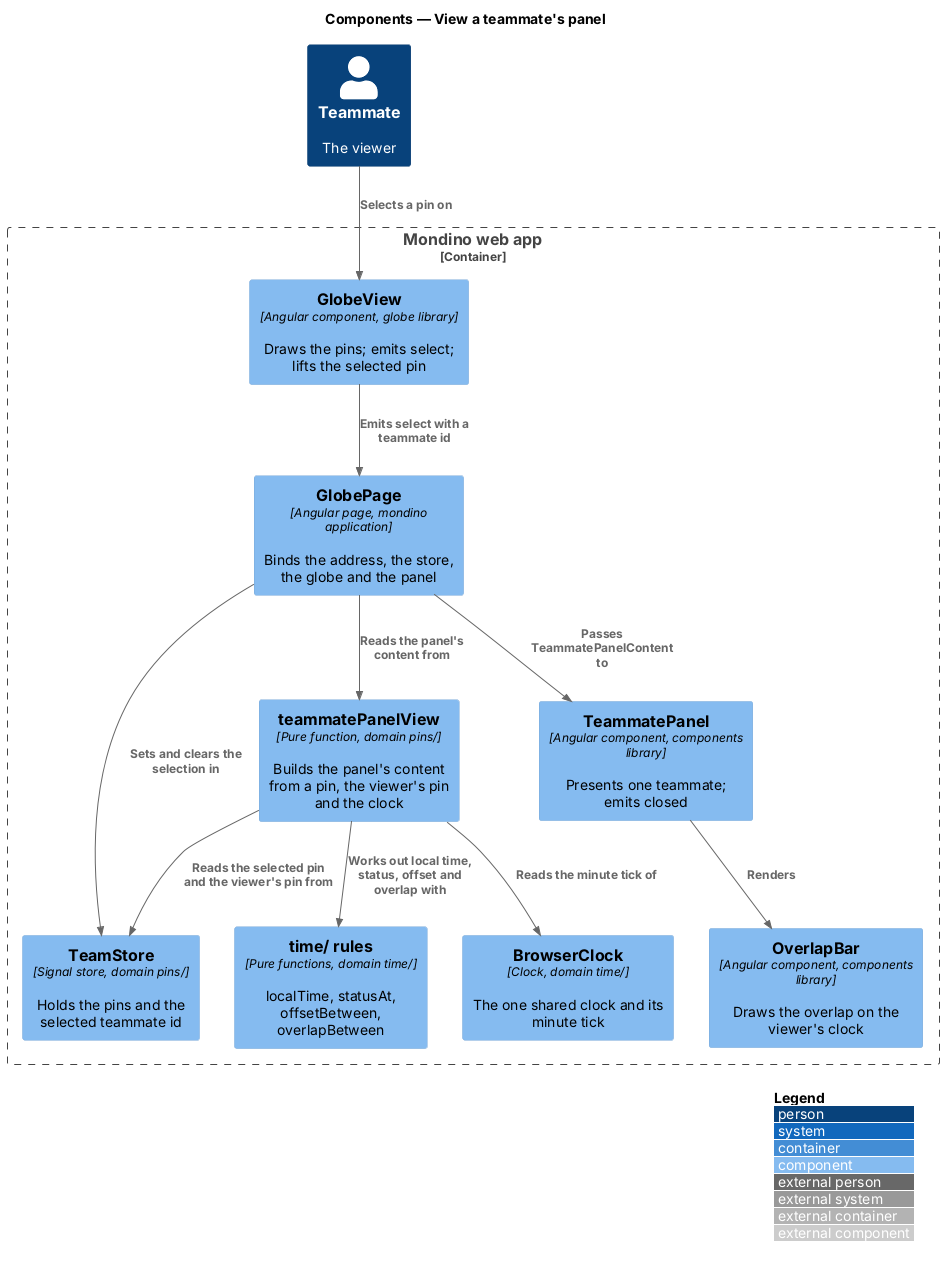 Components — View a teammate's panel
Teammate
The viewer
Selects a pin on
Mondino web app
[Container]
GlobeView
[Angular component, globe library]
Draws the pins; emits select;
lifts the selected pin
Emits select with a
teammate id
GlobePage
[Angular page, mondino
application]
Binds the address, the store,
the globe and the panel
Reads the panel's
content from
Passes
TeammatePanelContent
to
Sets and clears the
selection in
teammatePanelView
[Pure function, domain pins/]
Builds the panel's content
from a pin, the viewer's pin
and the clock
TeammatePanel
[Angular component, components
library]
Presents one teammate;
emits closed
Reads the selected pin
and the viewer's pin from
Works out local time,
status, offset and
overlap with
Reads the minute tick of
Renders
TeamStore
[Signal store, domain pins/]
Holds the pins and the
selected teammate id
time/ rules
[Pure functions, domain time/]
localTime, statusAt,
offsetBetween,
overlapBetween
BrowserClock
[Clock, domain time/]
The one shared clock and its
minute tick
OverlapBar
[Angular component, components
library]
Draws the overlap on the
viewer's clock
Legend
person
system
container
component
external person
external system
external container
external component